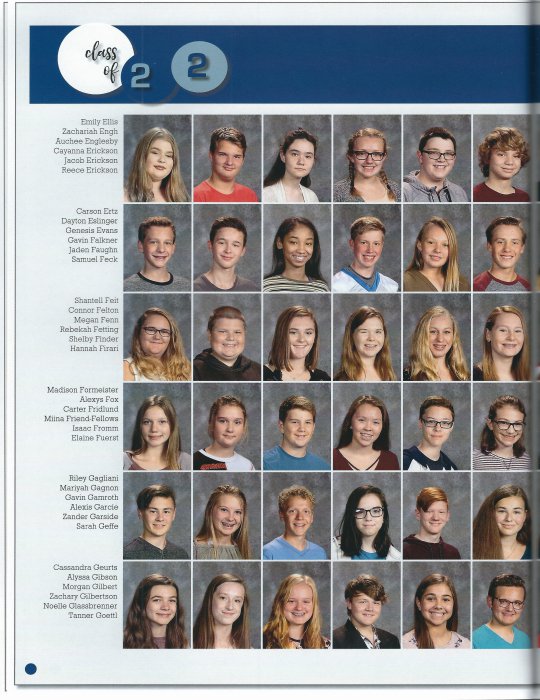 class
of
2 2
Emily Ellis
Zachariah Engh
Auchee Englesby
Cayanna Erickson
Jacob Erickson
Reece Erickson
Carson Ertz
Dayton Eslinger
Genesis Evans
Gavin Falkner
Jaden Faughn
Samuel Feck
Shantell Feit
Connor Felton
Megan Fenn
Rebekah Fetting
Shelby Finder
Hannah Firari
Madison Formeister
Alexys Fox
Carter Fridlund
Miina Friend-Fellows
Isaac Fromm
Elaine Fuerst
Riley Gagliani
Mariyah Gagnon
Gavin Gamroth
Alexis Garcie
Zander Garside
Sarah Geffe
Cassandra Geurts
Alyssa Gibson
Morgan Gilbert
Zachary Gilbertson
Noelle Glassbrenner
Tanner Goettl